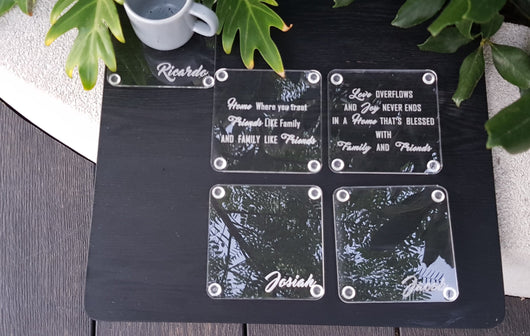 Ricardo
Home Where you treat
Friends LIKE Family
AND FAMILY LIKE Friends
Love OVERFLOWS
AND Joy NEVER ENDS
IN A Home THAT'S BLESSED
WITH
Family AND Friends
Josiah